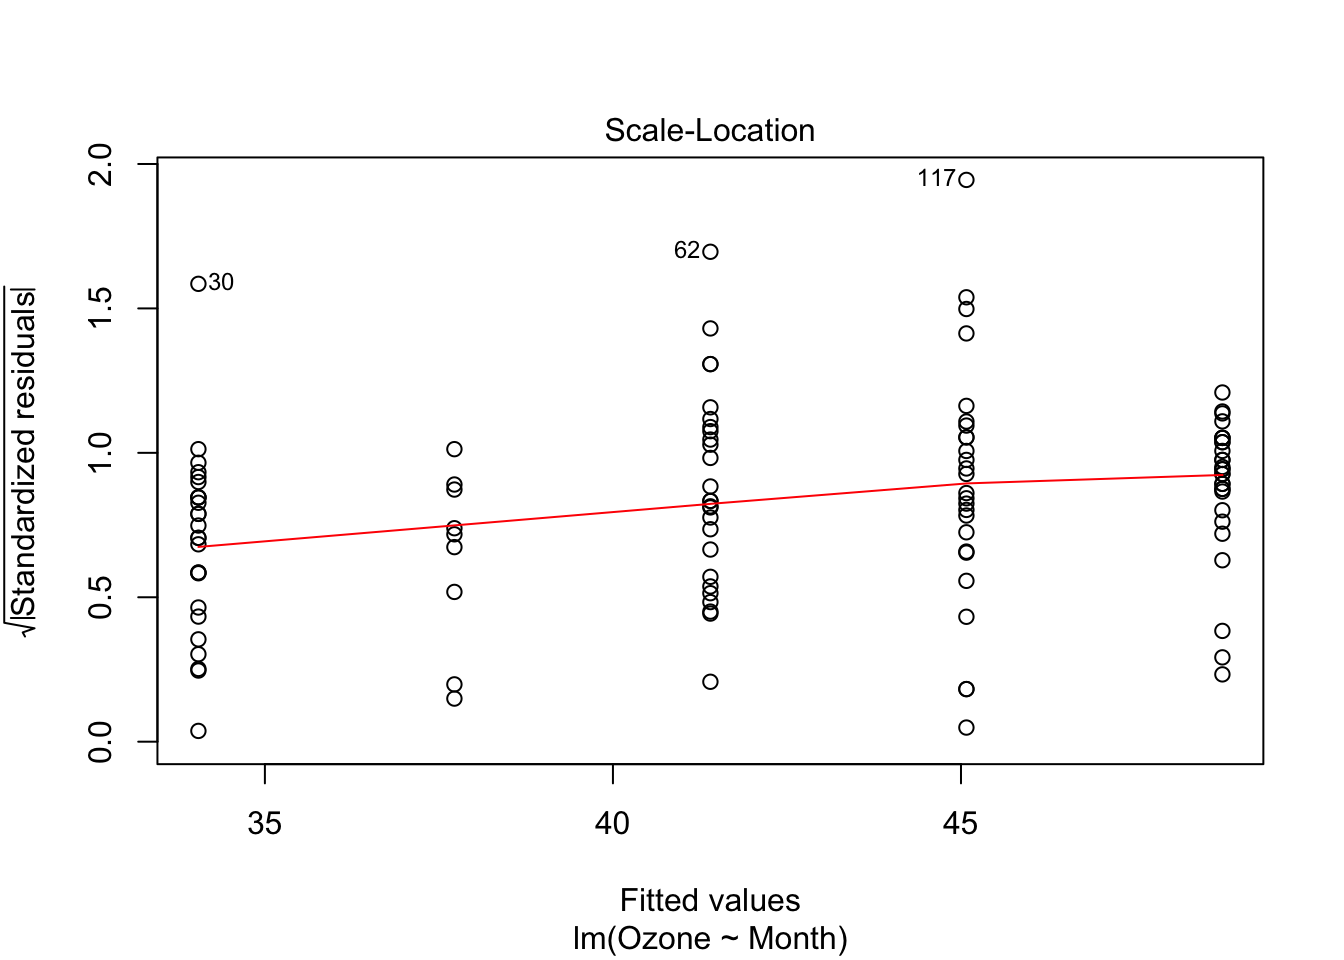 Scale-Location
2.0
1.5
1.0
0.5
0.0
√|Standardized residuals|
117
62
30
35 40 45
Fitted values
lm(Ozone ~ Month)